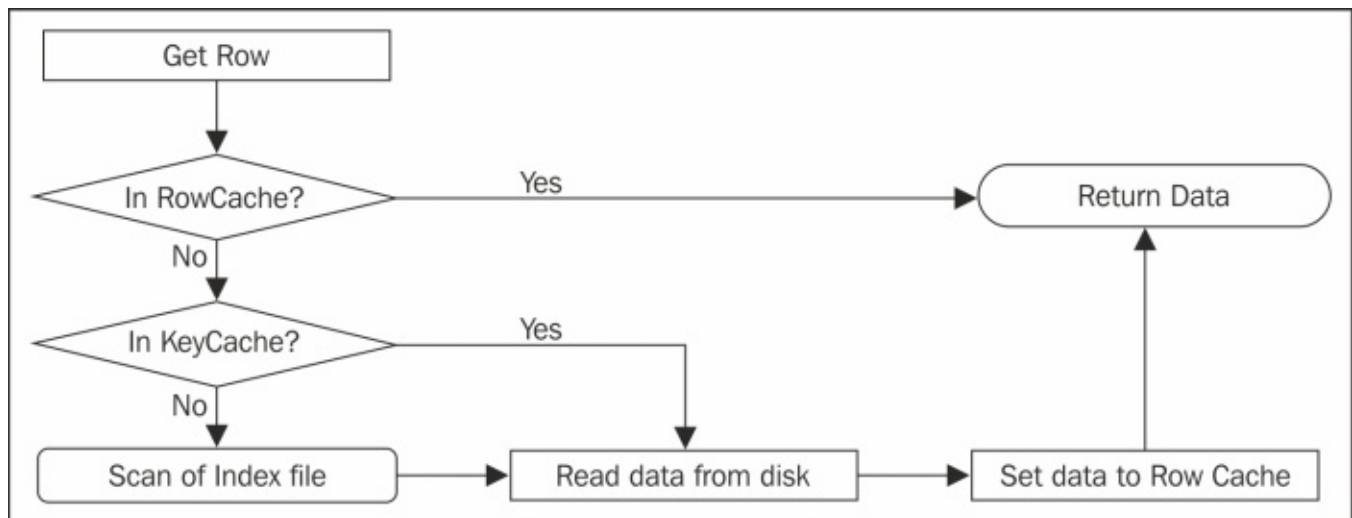 Get Row
In RowCache?
Yes
Return Data
No
In KeyCache?
Yes
No
Scan of Index file
Read data from disk
Set data to Row Cache